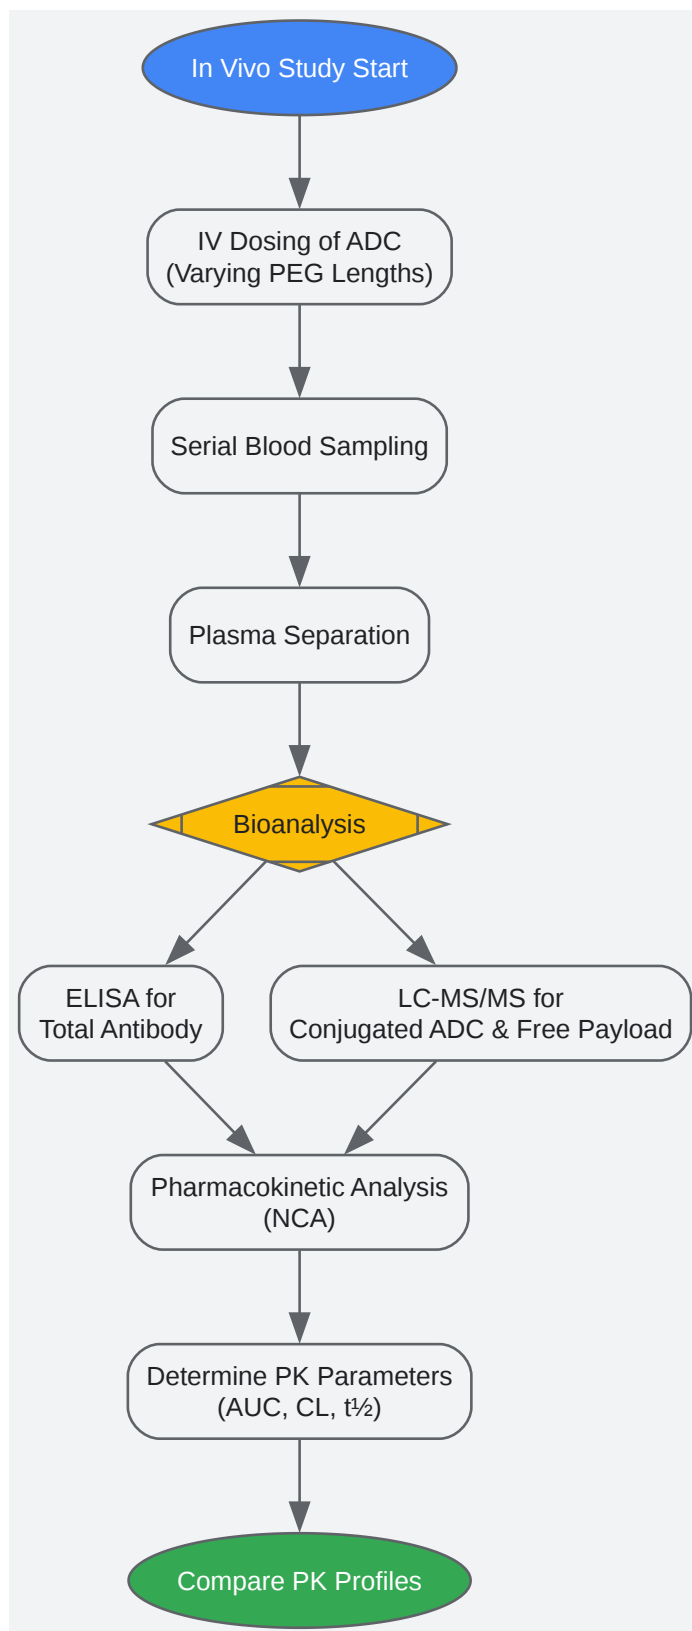 In Vivo Study Start
IV Dosing of ADC
(Varying PEG Lengths)
Serial Blood Sampling
Plasma Separation
Bioanalysis
ELISA for
Total Antibody
LC-MS/MS for
Conjugated ADC & Free Payload
Pharmacokinetic Analysis
(NCA)
Determine PK Parameters
(AUC, CL, t½)
Compare PK Profiles